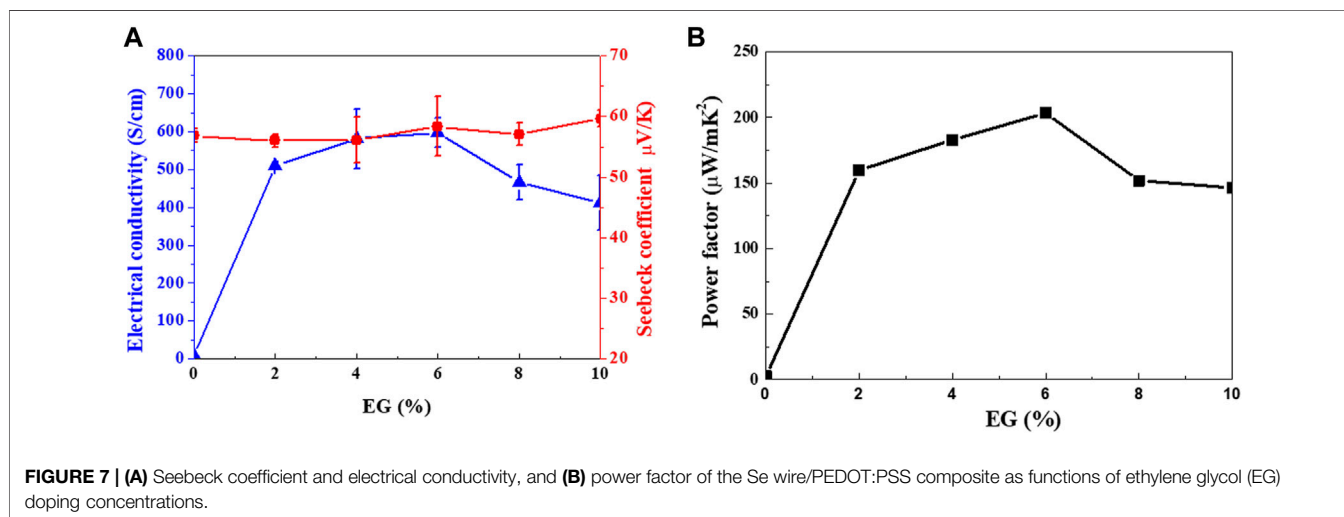 A
B
800
700
600
500
400
300
200
100
0
Electrical conductivity (S/cm)
70
60
50
40
30
20
Seebeck coefficient μV/K)
0 2 4 6 8 10
EG (%)
250
200
150
100
50
0
Power factor (μW/mK²)
0 2 4 6 8 10
EG (%)
FIGURE 7 | (A) Seebeck coefficient and electrical conductivity, and (B) power factor of the Se wire/PEDOT:PSS composite as functions of ethylene glycol (EG)
doping concentrations.